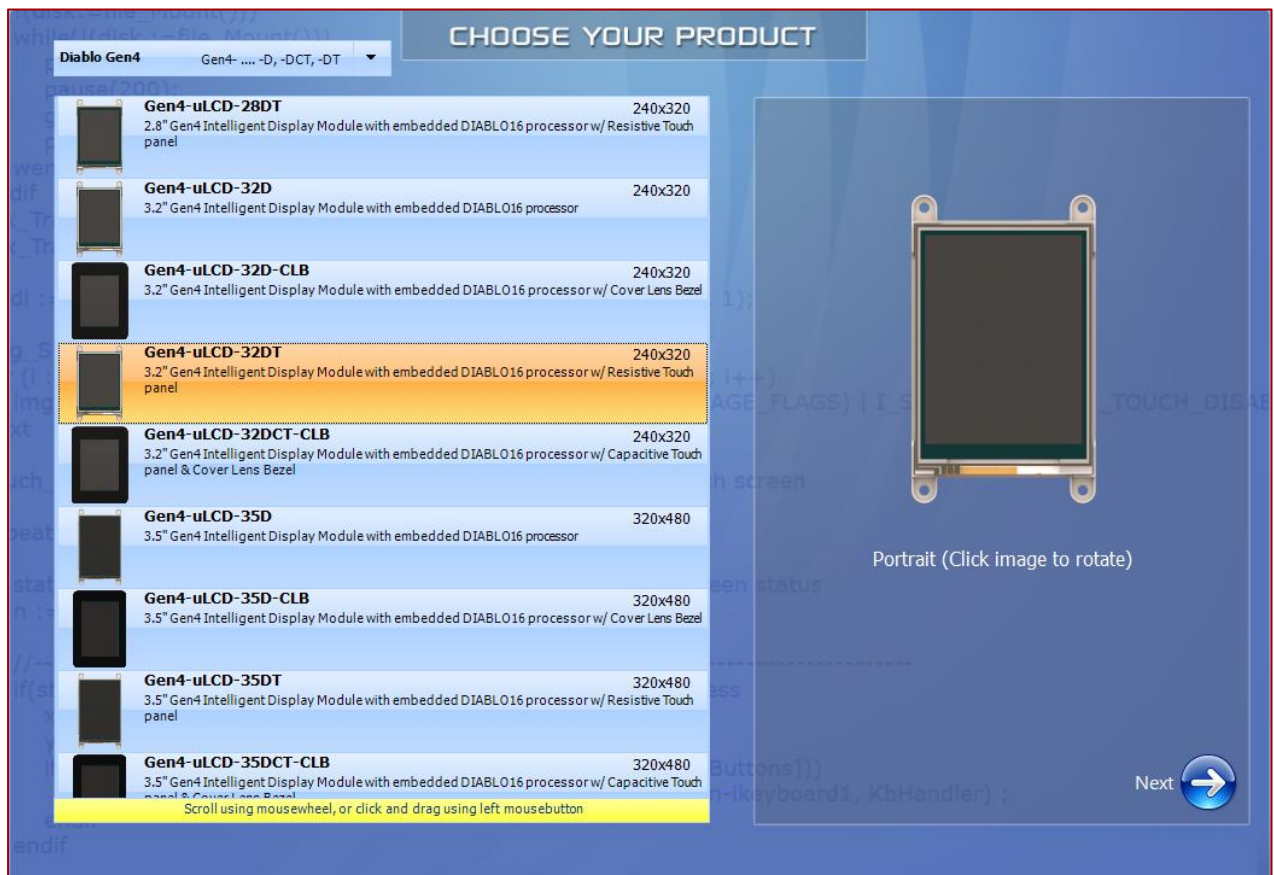 CHOOSE YOUR PRODUCT
Diablo Gen4 Gen4- .... -D, -DCT, -DT
Gen4-uLCD-28DT 240x320
2.8" Gen4 Intelligent Display Module with embedded DIABLO16 processor w/ Resistive Touch
panel
Gen4-uLCD-32D 240x320
3.2" Gen4 Intelligent Display Module with embedded DIABLO16 processor
Gen4-uLCD-32D-CLB 240x320
3.2" Gen4 Intelligent Display Module with embedded DIABLO16 processor w/ Cover Lens Bezel
Gen4-uLCD-32DT 240x320
3.2" Gen4 Intelligent Display Module with embedded DIABLO16 processor w/ Resistive Touch
panel
Gen4-uLCD-32DCT-CLB 240x320
3.2" Gen4 Intelligent Display Module with embedded DIABLO16 processor w/ Capacitive Touch
panel & Cover Lens Bezel
Gen4-uLCD-35D 320x480
3.5" Gen4 Intelligent Display Module with embedded DIABLO16 processor
Gen4-uLCD-35D-CLB 320x480
3.5" Gen4 Intelligent Display Module with embedded DIABLO16 processor w/ Cover Lens Bezel
Gen4-uLCD-35DT 320x480
3.5" Gen4 Intelligent Display Module with embedded DIABLO16 processor w/ Resistive Touch
panel
Gen4-uLCD-35DCT-CLB 320x480
3.5" Gen4 Intelligent Display Module with embedded DIABLO16 processor w/ Capacitive Touch
panel & Cover Lens Bezel
Scroll using mousewheel, or click and drag using left mousebutton
Portrait (Click image to rotate)
Next